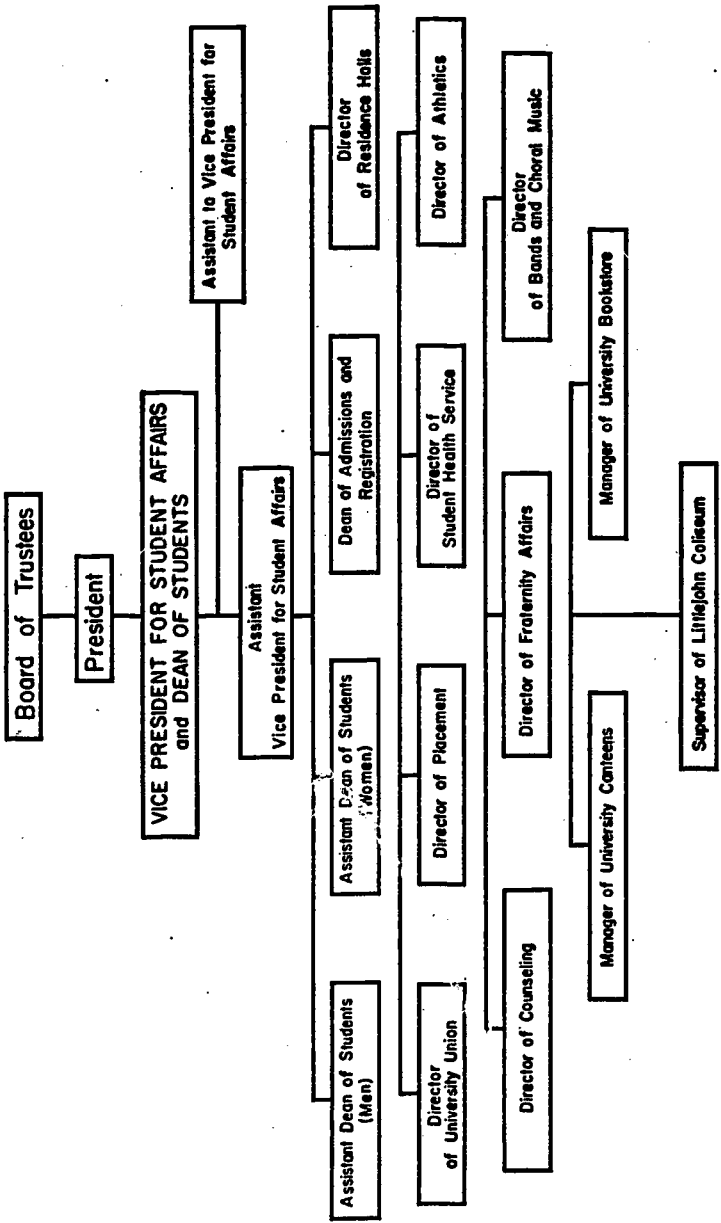 Board of Trustees
President
VICE PRESIDENT FOR STUDENT AFFAIRS
and DEAN OF STUDENTS
Assistant to Vice President for
Student Affairs
Assistant
Vice President for Student Affairs
Assistant Dean of Students
(Men)
Assistant Dean of Students
(Women)
Dean of Admissions and
Registration
Director
of Residence Halls
Director
of University Union
Director of Placement
Director of
Student Health Service
Director of Athletics
Director of Counseling
Director of Fraternity Affairs
Director
of Bands and Choral Music
Manager of University Canteens
Manager of University Bookstore
Supervisor of Littlejohn Coliseum